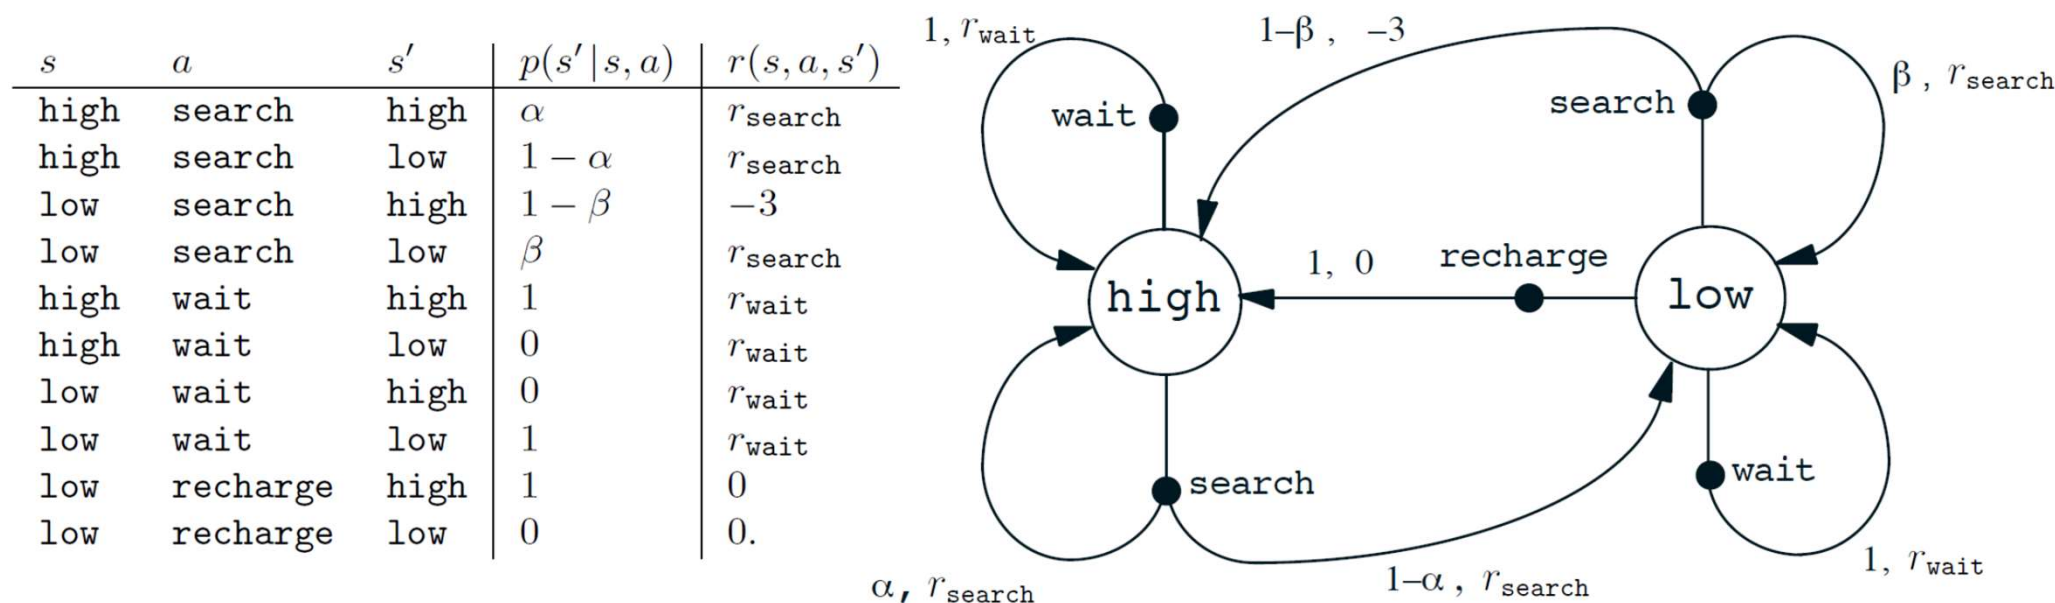 s a s′ p(s′|s, a) r(s, a, s′)
high search high α r_search
high search low 1 − α r_search
low search high 1 − β −3
low search low β r_search
high wait high 1 r_wait
high wait low 0 r_wait
low wait high 0 r_wait
low wait low 1 r_wait
low recharge high 1 0
low recharge low 0 0.
1, r_wait
1–β , −3
β , r_search
wait
search
1, 0
recharge
high
low
search
wait
α, r_search
1–α , r_search
1, r_wait